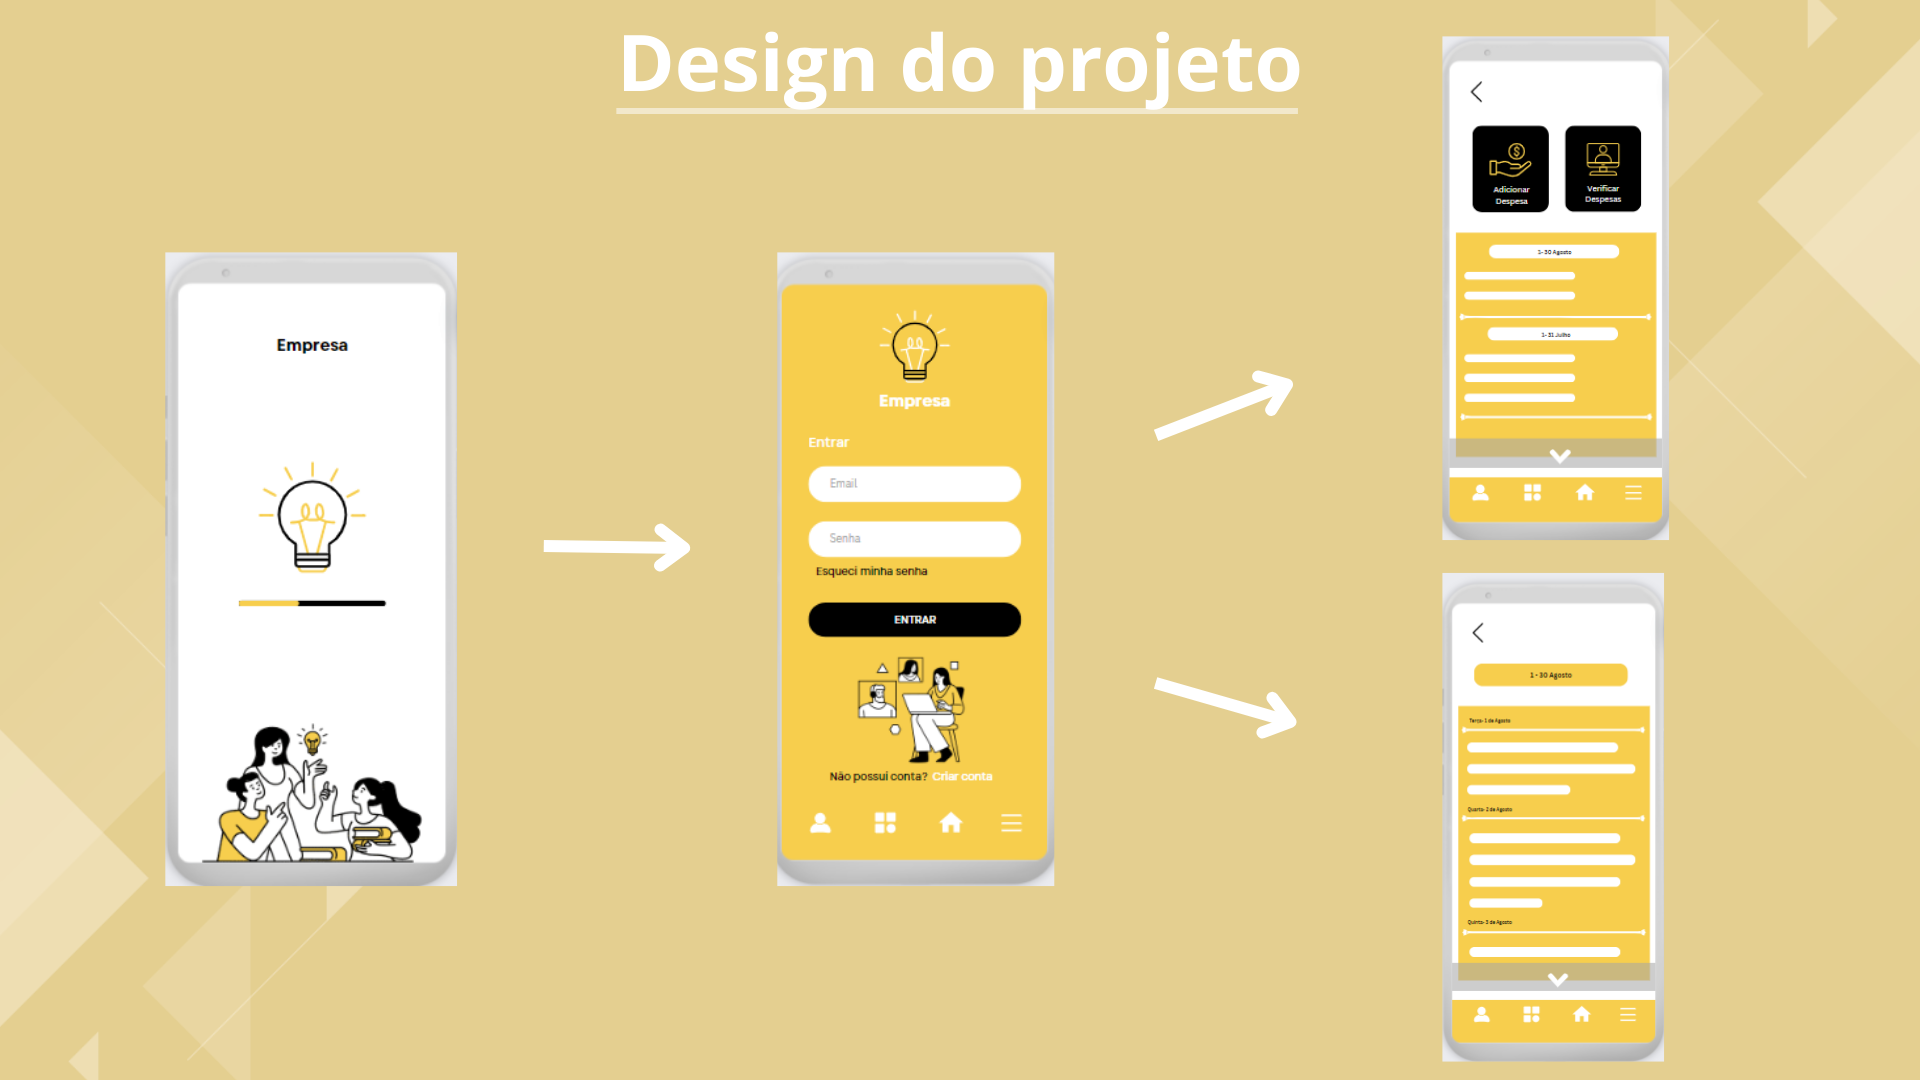 Design do projeto
Empresa
Empresa
Entrar
Email
Senha
Esqueci minha senha
ENTRAR
Não possui conta? Criar conta
Adicionar
Despesa
Verificar
Despesas
1- 30 Agosto
1- 31 Julho
1 - 30 Agosto
Terça- 1 de Agosto
Quarta- 2 de Agosto
Quinta- 3 de Agosto